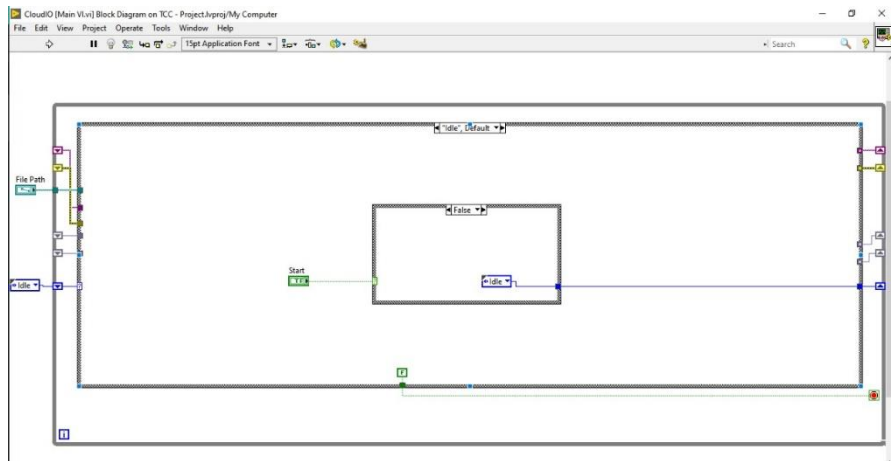 CloudIO [Main VI.vi] Block Diagram on TCC - Project.lvproj/My Computer
File Edit View Project Operate Tools Window Help
15pt Application Font
Search
"Idle", Default
File Path
False
Start
Idle
Idle
F
i